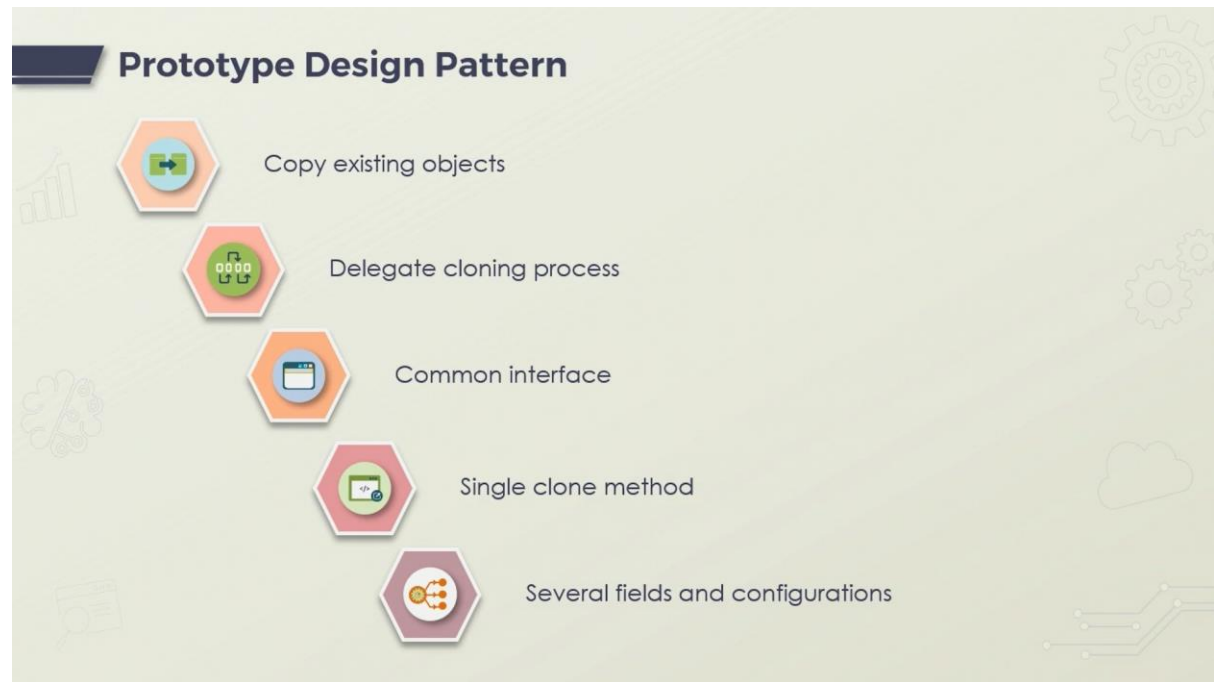 Prototype Design Pattern
Copy existing objects
Delegate cloning process
Common interface
Single clone method
Several fields and configurations